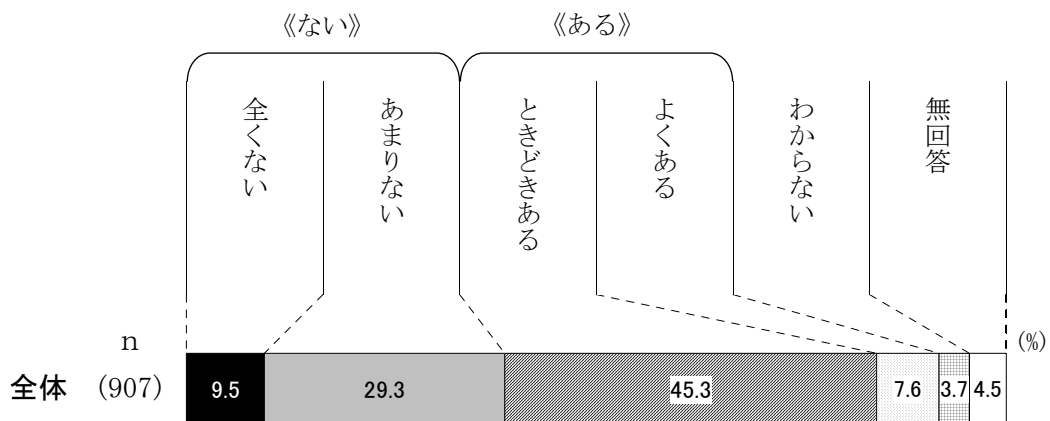 《ない》
《ある》
全くない
あまりない
ときどきある
よくある
わからない
無回答
n
(%)
全体 (907)
9.5 29.3 45.3 7.6 3.7 4.5